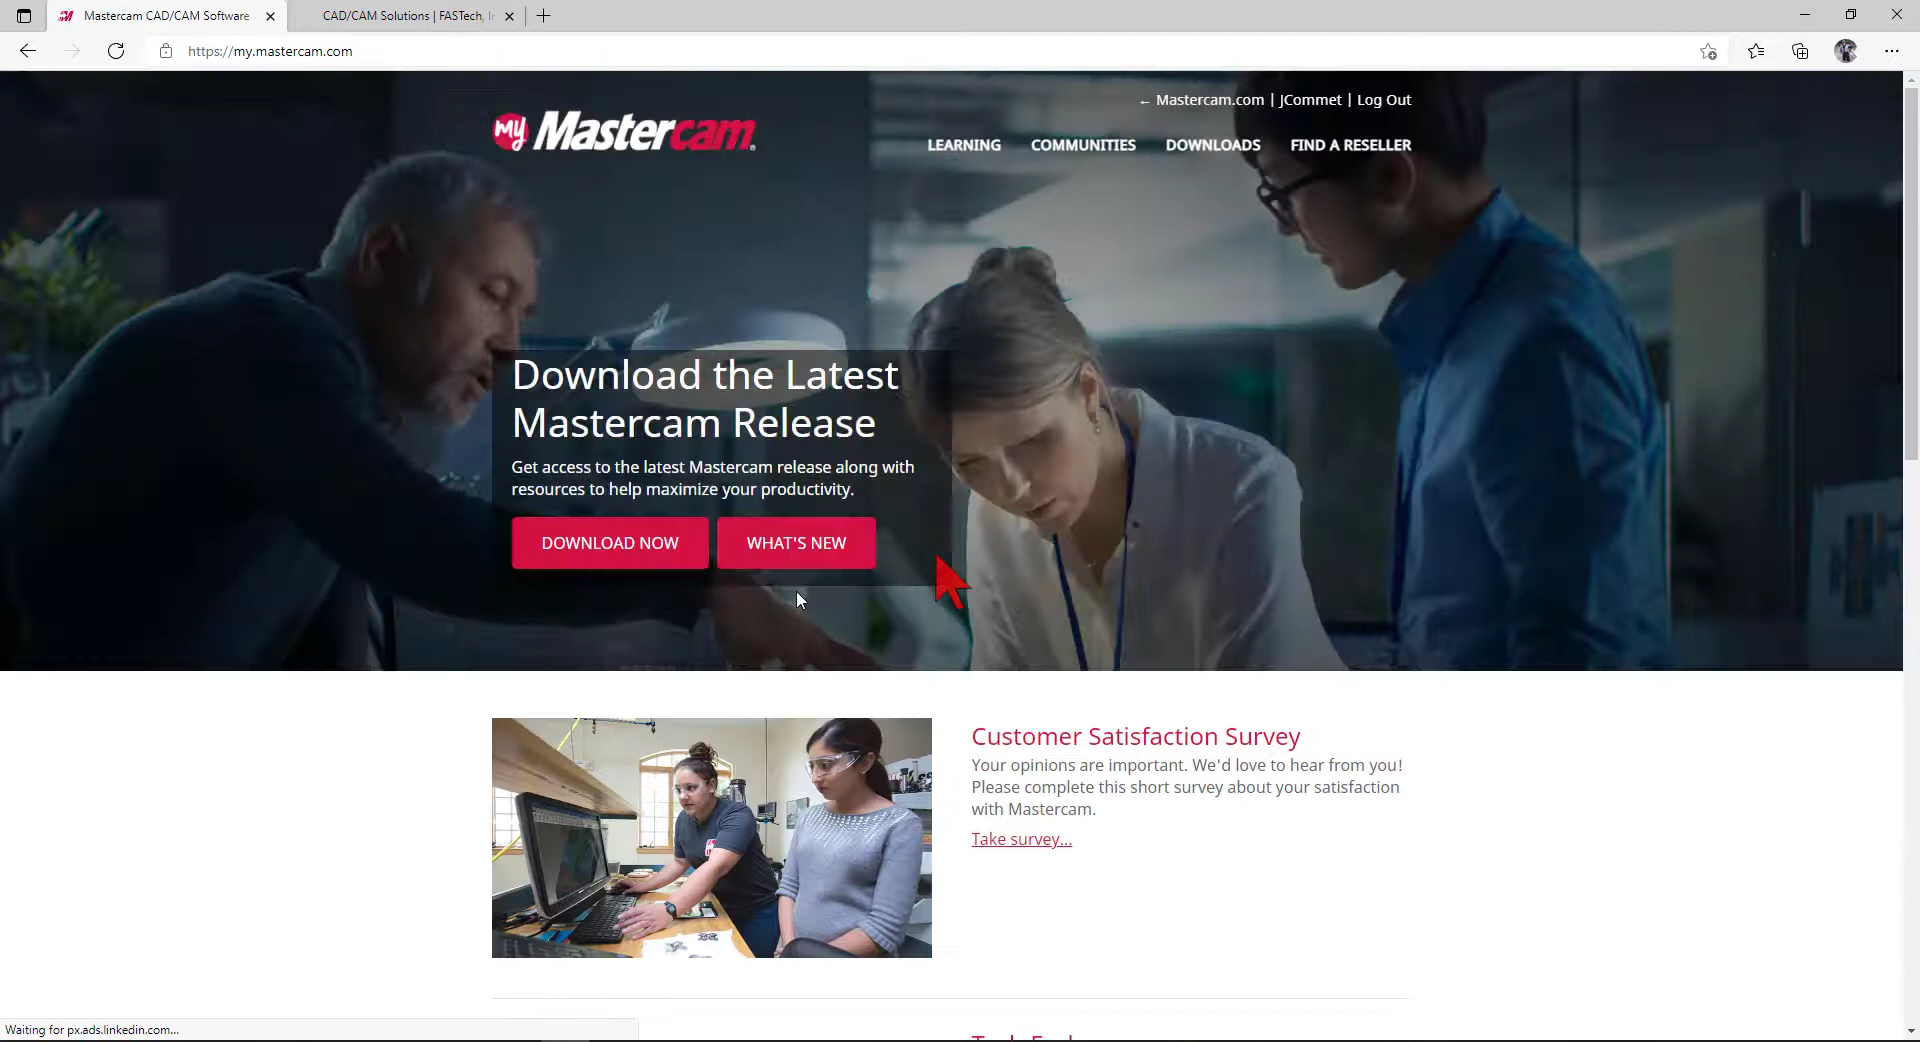 Mastercam CAD/CAM Software
CAD/CAM Solutions | FASTech, I
https://my.mastercam.com
← Mastercam.com | JCommet | Log Out
my Mastercam®
LEARNING COMMUNITIES DOWNLOADS FIND A RESELLER
Download the Latest
Mastercam Release
Get access to the latest Mastercam release along with
resources to help maximize your productivity.
DOWNLOAD NOW WHAT'S NEW
Customer Satisfaction Survey
Your opinions are important. We'd love to hear from you!
Please complete this short survey about your satisfaction
with Mastercam.
Take survey...
Waiting for px.ads.linkedin.com...